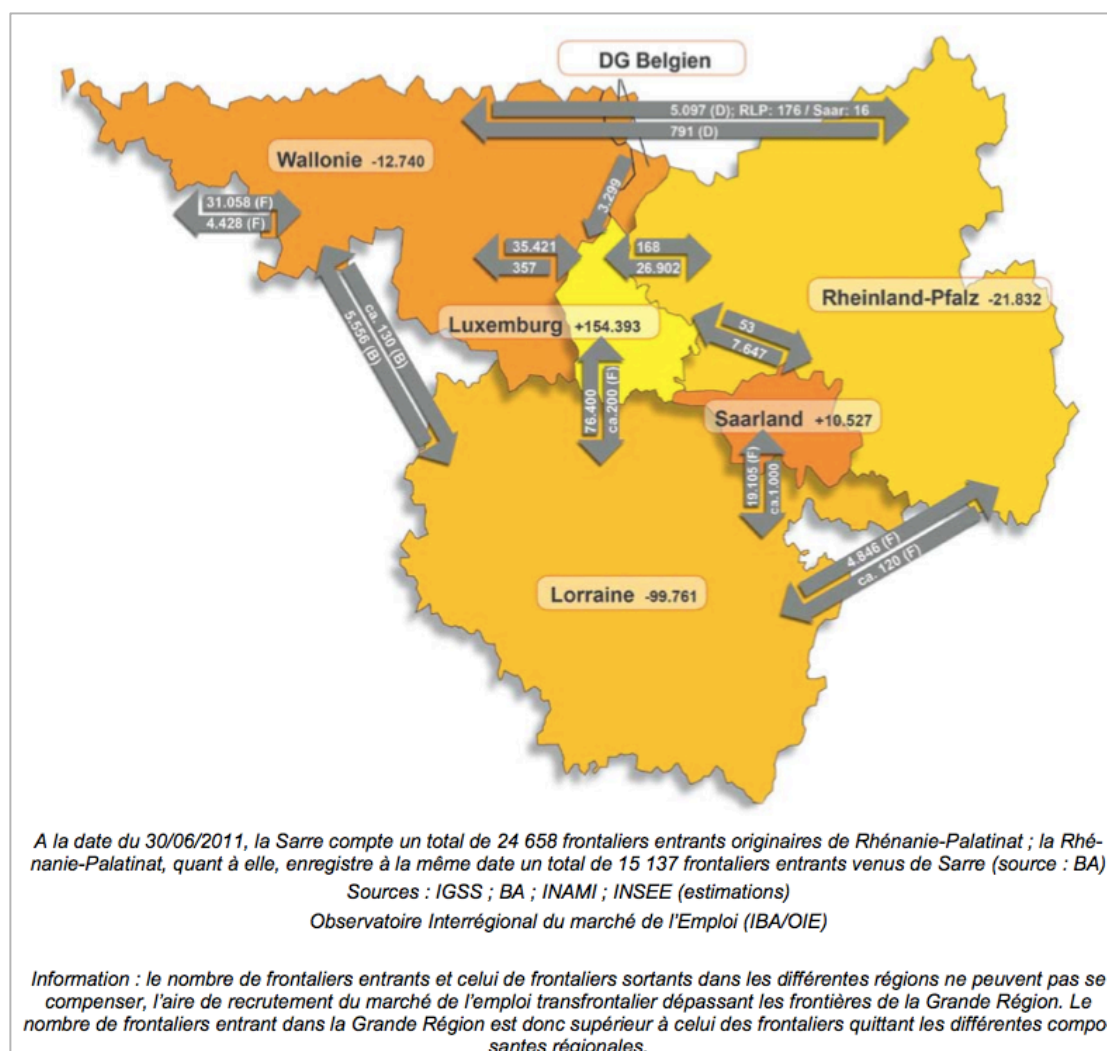 DG Belgien
5.097 (D); RLP: 176 / Saar: 16
791 (D)
Wallonie -12.740
3.299
31.058 (F)
4.428 (F)
35.421
357
168
26.902
Rheinland-Pfalz -21.832
ca. 130 (B)
5.556 (B)
Luxemburg +154.393
53
7.647
76.400
ca.200 (F)
Saarland +10.527
19.105 (F)
ca.1.000
4.846 (F)
ca. 120 (F)
Lorraine -99.761
A la date du 30/06/2011, la Sarre compte un total de 24 658 frontaliers entrants originaires de Rhénanie-Palatinat ; la Rhé-
nanie-Palatinat, quant à elle, enregistre à la même date un total de 15 137 frontaliers entrants venus de Sarre (source : BA)
Sources : IGSS ; BA ; INAMI ; INSEE (estimations)
Observatoire Interrégional du marché de l'Emploi (IBA/OIE)
Information : le nombre de frontaliers entrants et celui de frontaliers sortants dans les différentes régions ne peuvent pas se
compenser, l'aire de recrutement du marché de l'emploi transfrontalier dépassant les frontières de la Grande Région. Le
nombre de frontaliers entrant dans la Grande Région est donc supérieur à celui des frontaliers quittant les différentes compo
santes régionales.